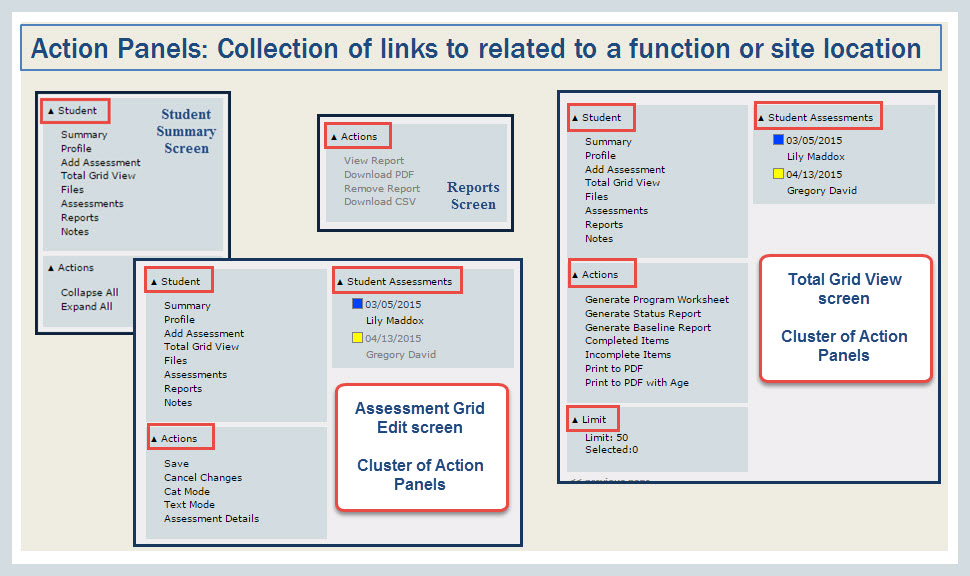 Action Panels: Collection of links to related to a function or site location
▲ Student
Student
Summary
Screen
Summary
Profile
Add Assessment
Total Grid View
Files
Assessments
Reports
Notes
▲ Actions
Collapse All
Expand All
▲ Actions
View Report
Download PDF
Remove Report
Download CSV
Reports
Screen
▲ Student
Summary
Profile
Add Assessment
Total Grid View
Files
Assessments
Reports
Notes
▲ Actions
Save
Cancel Changes
Cat Mode
Text Mode
Assessment Details
▲ Student Assessments
03/05/2015
Lily Maddox
04/13/2015
Gregory David
Assessment Grid
Edit screen
Cluster of Action
Panels
▲ Student
Summary
Profile
Add Assessment
Total Grid View
Files
Assessments
Reports
Notes
▲ Actions
Generate Program Worksheet
Generate Status Report
Generate Baseline Report
Completed Items
Incomplete Items
Print to PDF
Print to PDF with Age
▲ Limit
Limit: 50
Selected:0
▲ Student Assessments
03/05/2015
Lily Maddox
04/13/2015
Gregory David
Total Grid View
screen
Cluster of Action
Panels